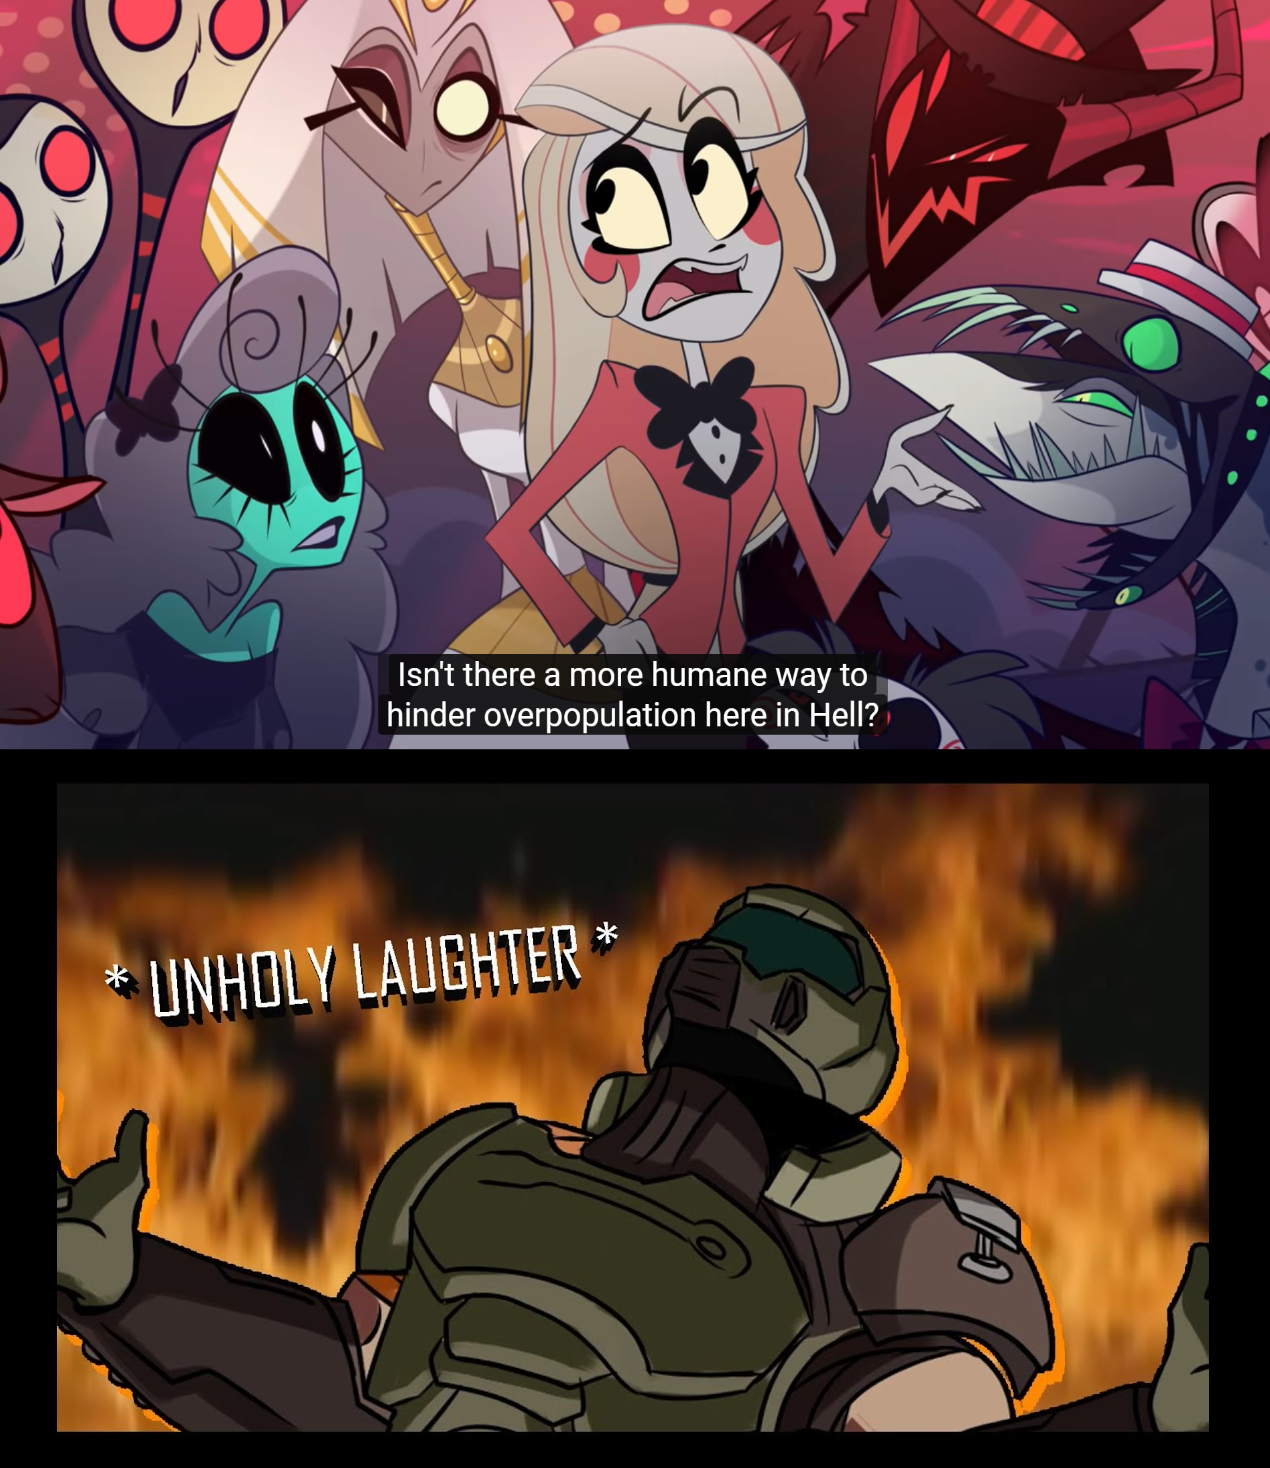 Isn't there a more humane way to
hinder overpopulation here in Hell?
* UNHOLY LAUGHTER *